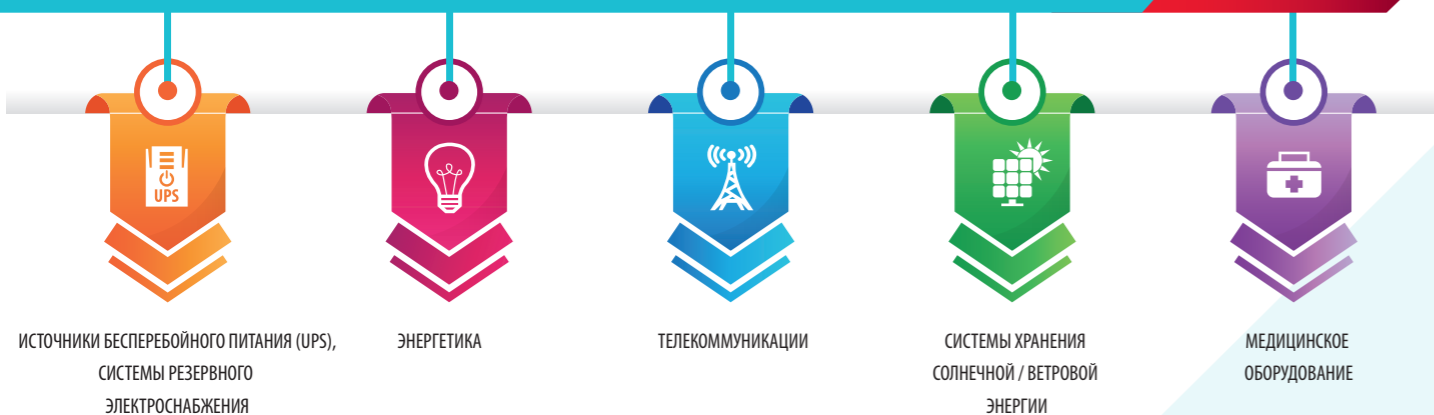 UPS
ИСТОЧНИКИ БЕСПЕРЕБОЙНОГО ПИТАНИЯ (UPS),
СИСТЕМЫ РЕЗЕРВНОГО
ЭЛЕКТРОСНАБЖЕНИЯ
ЭНЕРГЕТИКА
ТЕЛЕКОММУНИКАЦИИ
СИСТЕМЫ ХРАНЕНИЯ
СОЛНЕЧНОЙ / ВЕТРОВОЙ
ЭНЕРГИИ
МЕДИЦИНСКОЕ
ОБОРУДОВАНИЕ